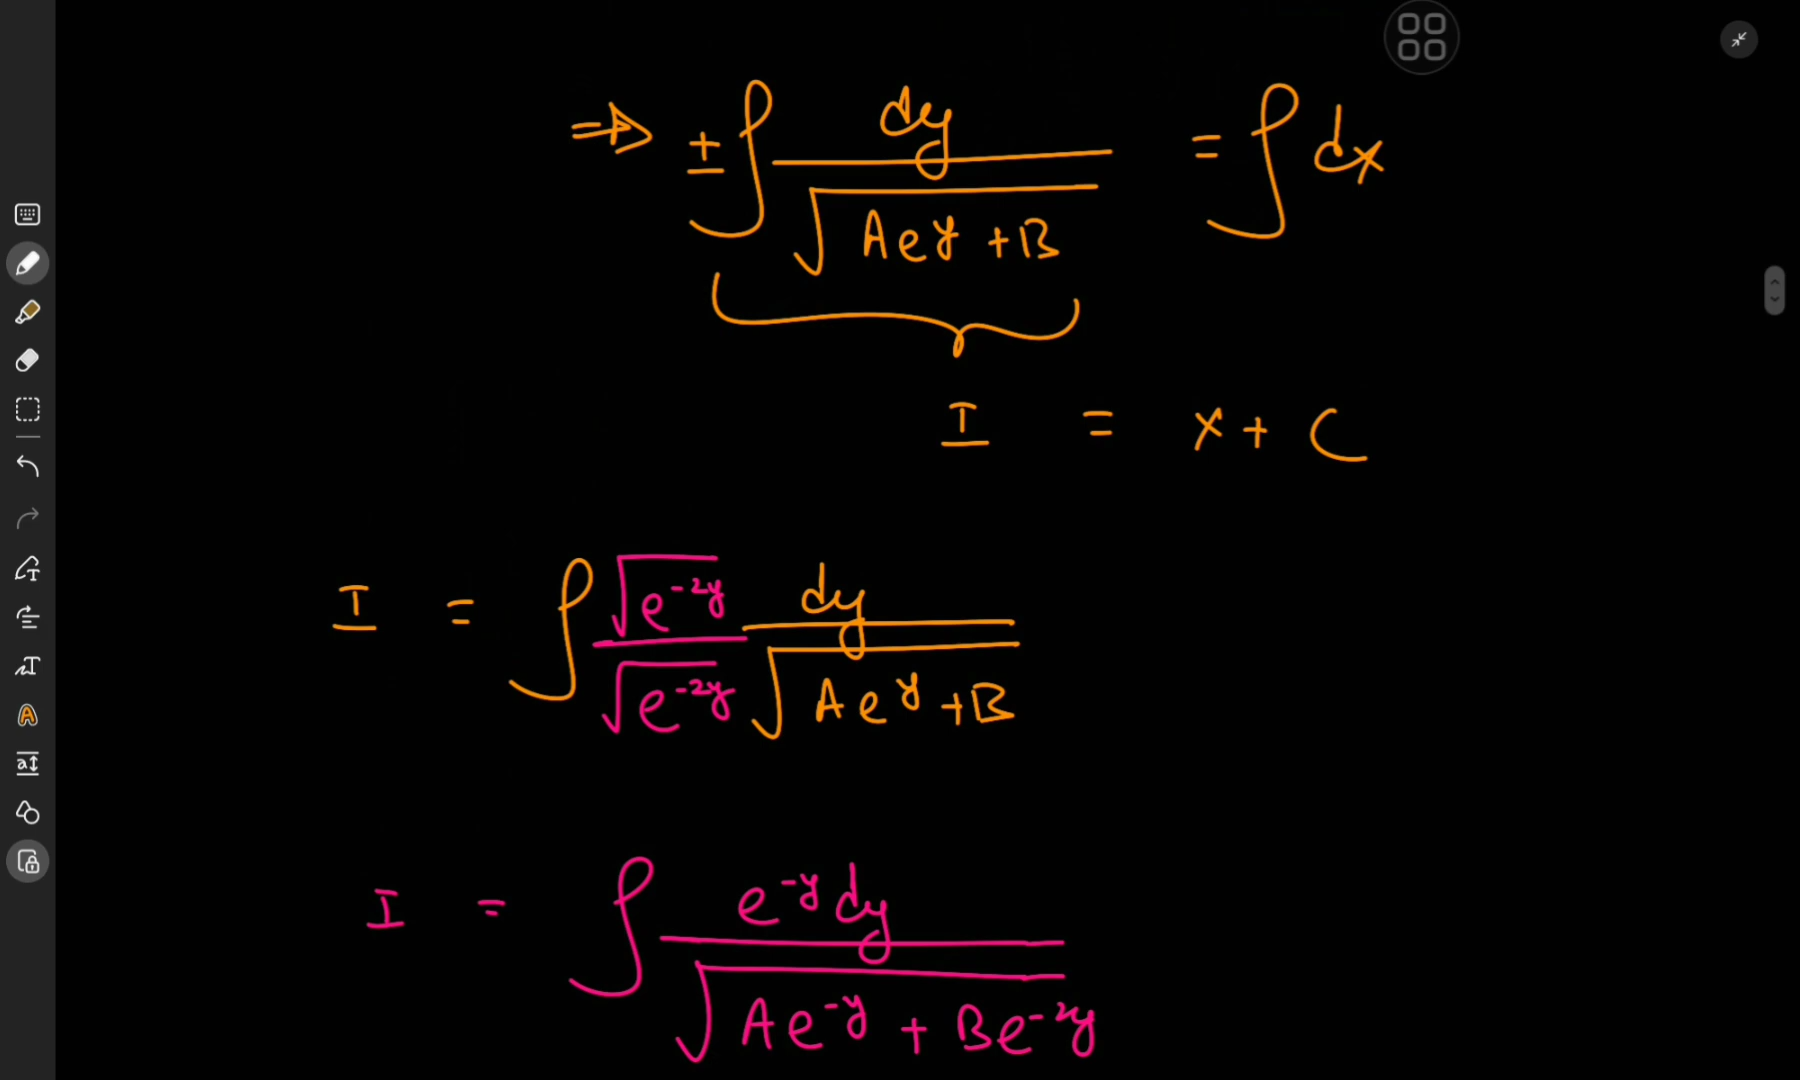 ⇒ ± ∫ dy / √(Ae^y + B) = ∫ dx
I = x + C
I = ∫ √(e^-2y) / √(e^-2y) dy / √(Ae^y + B)
I = ∫ e^-y dy / √(Ae^-y + Be^-2y)